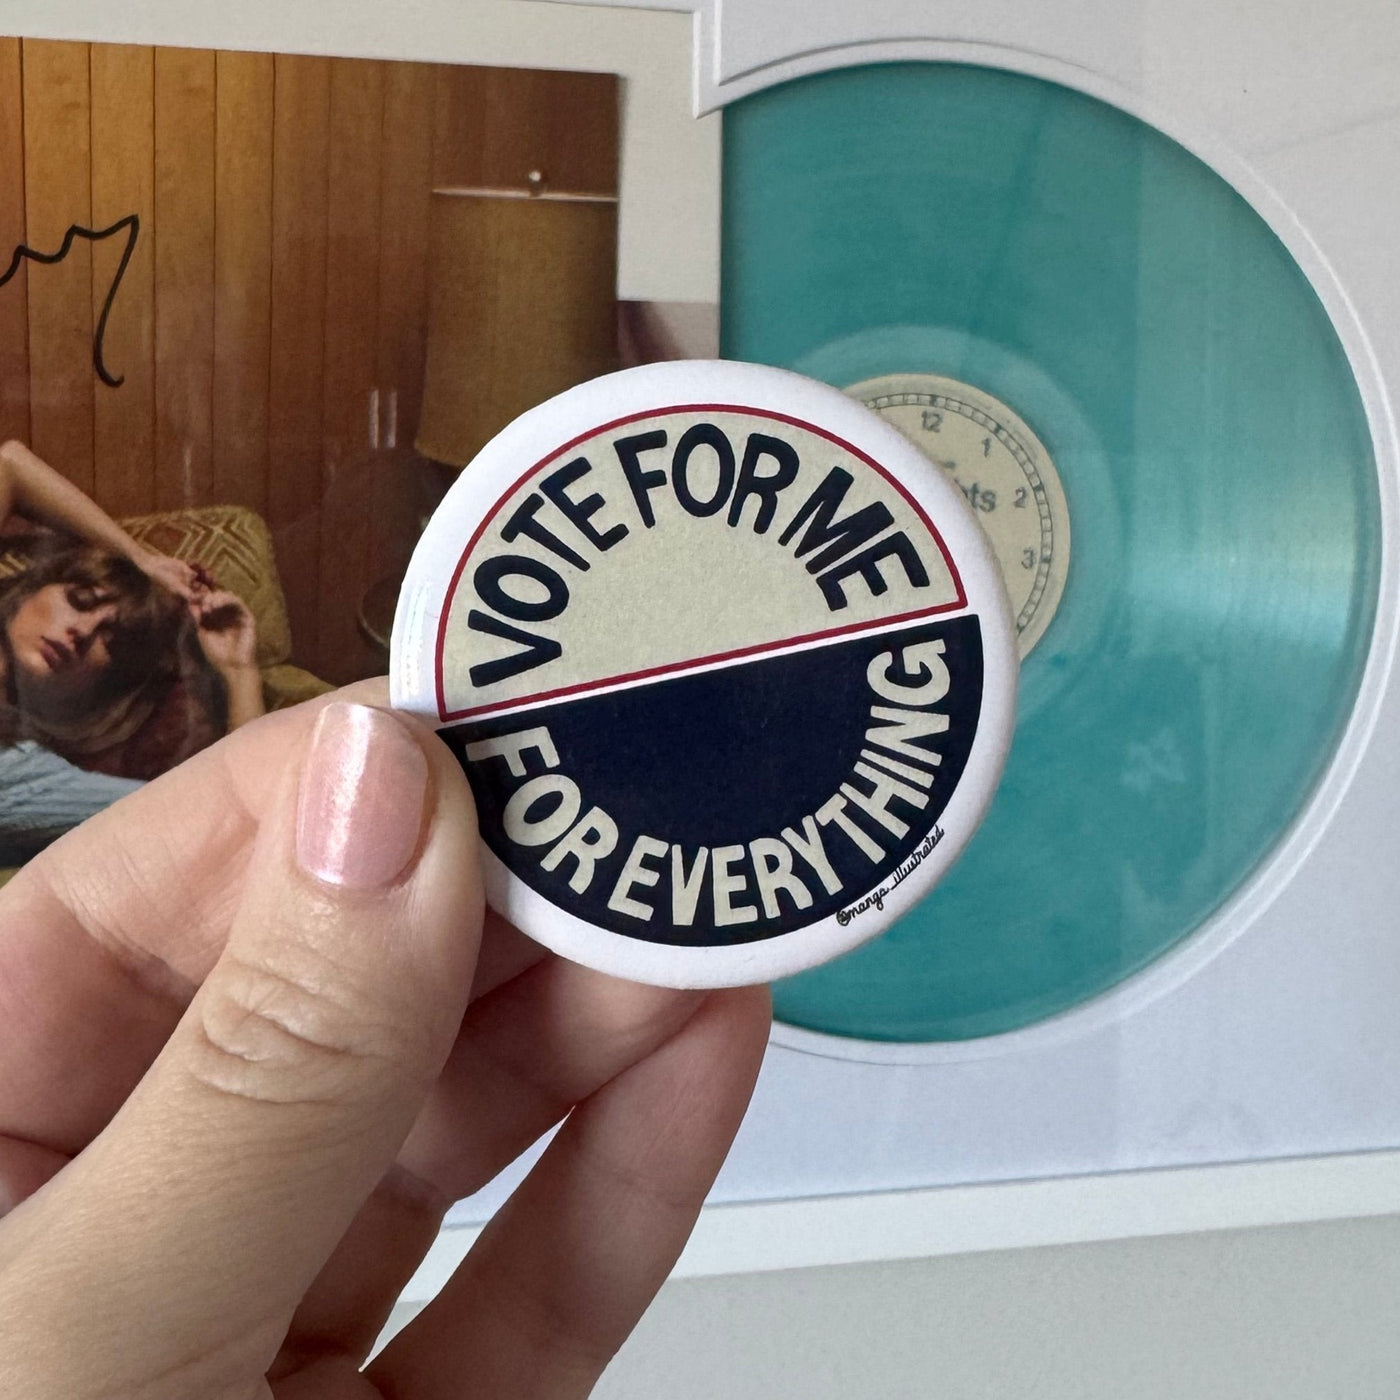 VOTE FOR ME
FOR EVERYTHING
@mango_illustrated
12
1
2
3